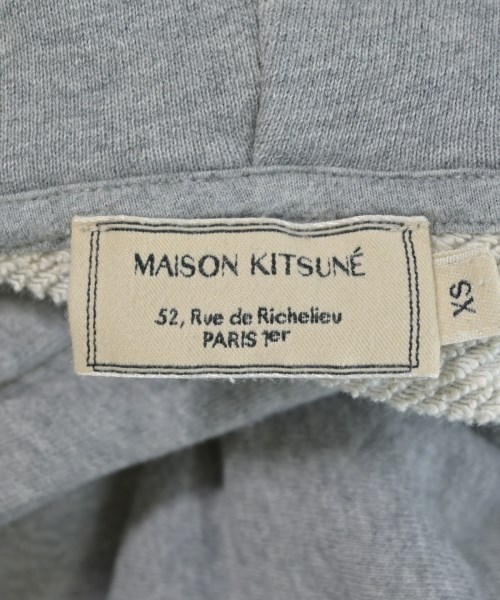 MAISON KITSUNÉ
52, Rue de Richelieu
PARIS 1er
XS